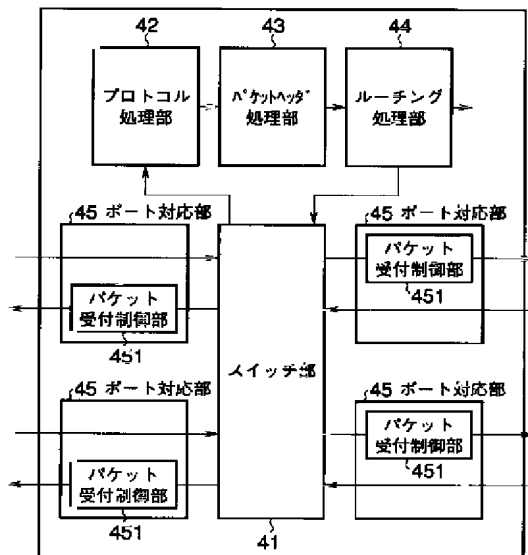 42
43
44
プロトコル
処理部
パケットヘッダ
処理部
ルーチング
処理部
45 ポート対応部
45 ポート対応部
パケット
受付制御部
451
パケット
受付制御部
451
スイッチ部
45 ポート対応部
45 ポート対応部
パケット
受付制御部
451
パケット
受付制御部
451
41